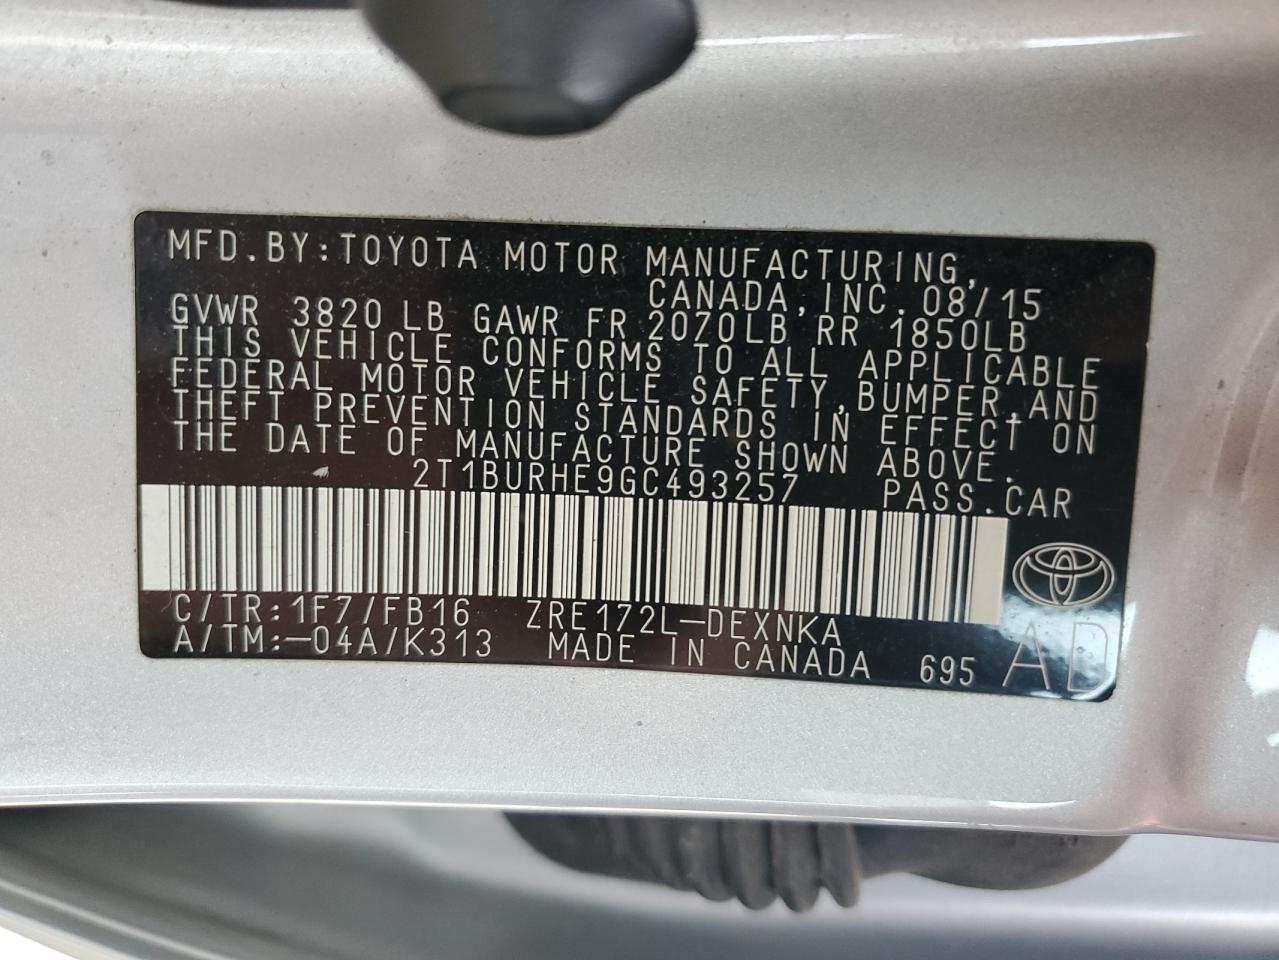 MFD.BY:TOYOTA MOTOR MANUFACTURING,
CANADA,INC.08/15
GVWR 3820 LB GAWR FR 2070LB RR 1850LB
THIS VEHICLE CONFORMS TO ALL APPLICABLE
FEDERAL MOTOR VEHICLE SAFETY,BUMPER,AND
THEFT PREVENTION STANDARDS IN EFFECT ON
THE DATE OF MANUFACTURE SHOWN ABOVE.
2T1BURHE9GC493257 PASS.CAR
C/TR:1F7/FB16 ZRE172L-DEXNKA
A/TM:-04A/K313 MADE IN CANADA 695 AD